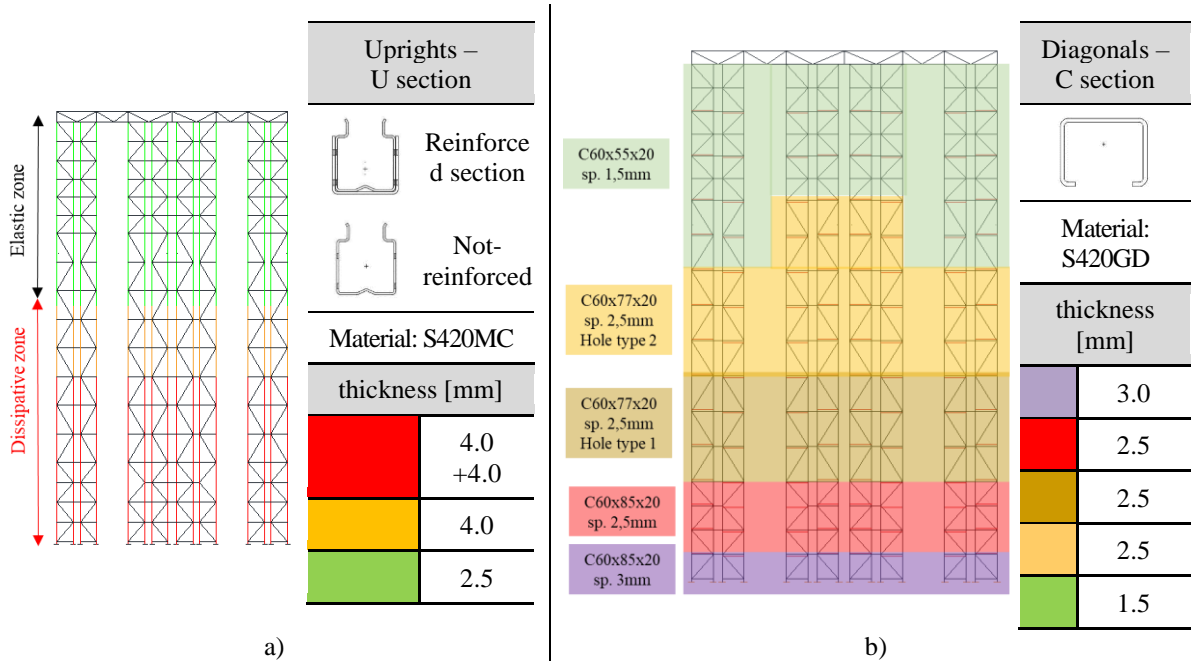 Elastic zone
Dissipative zone
Uprights –
U section
Reinforce
d section
Not-
reinforced
Material: S420MC
thickness [mm]
4.0
+4.0
4.0
2.5
a)
C60x55x20
sp. 1,5mm
C60x77x20
sp. 2,5mm
Hole type 2
C60x77x20
sp. 2,5mm
Hole type 1
C60x85x20
sp. 2,5mm
C60x85x20
sp. 3mm
Diagonals –
C section
Material:
S420GD
thickness
[mm]
3.0
2.5
2.5
2.5
1.5
b)